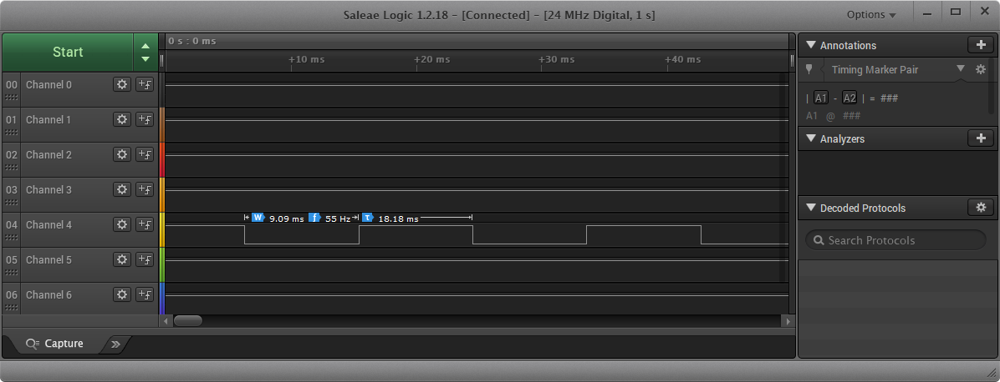 Saleae Logic 1.2.18 - [Connected] - [24 MHz Digital, 1 s]
Options
Start
0 s : 0 ms
+10 ms +20 ms +30 ms +40 ms
00 Channel 0
01 Channel 1
02 Channel 2
03 Channel 3
W 9.09 ms f 55 Hz T 18.18 ms
04 Channel 4
05 Channel 5
06 Channel 6
Capture
Annotations
Timing Marker Pair
| A1 - A2 | = ###
A1 @ ###
Analyzers
Decoded Protocols
Search Protocols